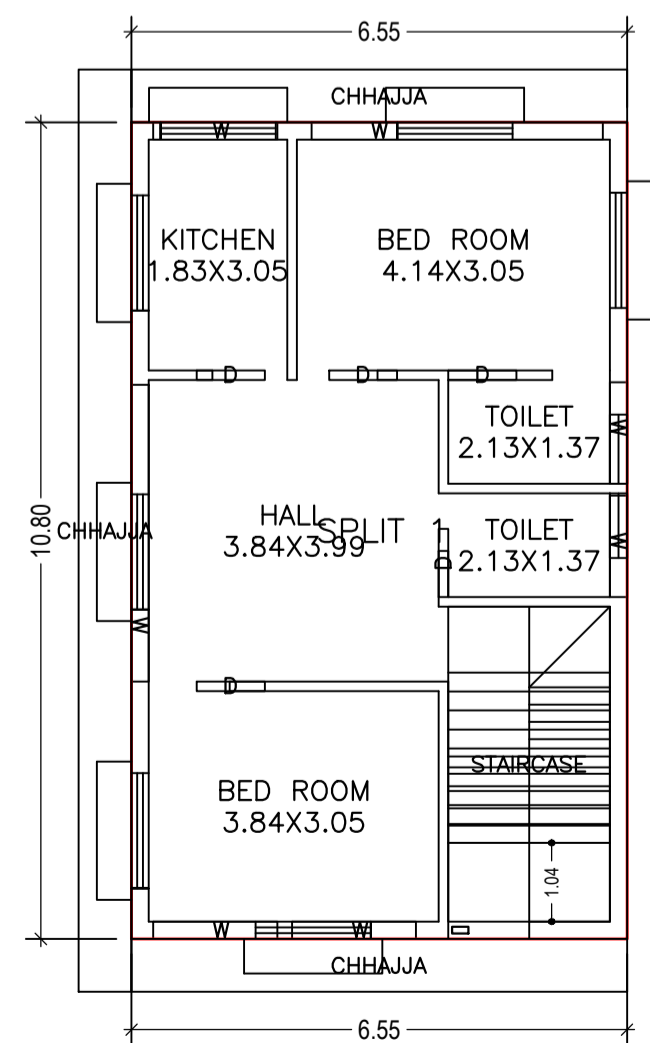 6.55
CHHAJJA
W
W
KITCHEN
1.83X3.05
BED ROOM
4.14X3.05
D
D
D
TOILET
2.13X1.37
W
10.80
CHHAJJA
HALL
3.84X3.99
SPLIT 1
TOILET
2.13X1.37
W
D
W
D
STAIRCASE
BED ROOM
3.84X3.05
1.04
W
W
CHHAJJA
6.55